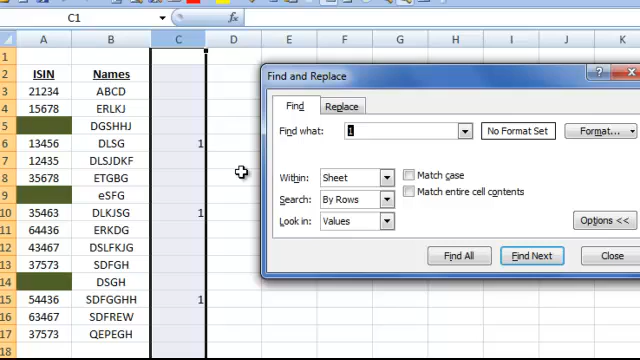 C1
fx
A B C D E F G H I J K
1
2 ISIN Names
3 21234 ABCD
4 15678 ERLKJ
5 DGSHHJ
6 13456 DLSG 1
7 12435 DLSJDKF
8 35678 ETGBG
9 eSFG
10 35463 DLKJSG 1
11 64436 ERKDG
12 43467 DSLFKJG
13 37573 SDFGH
14 DSGH
15 54436 SDFGGHH 1
16 63467 SDFREW
17 37573 QEPEGH
18
Find and Replace
Find Replace
Find what: 1 No Format Set Format...
Within: Sheet Match case
Search: By Rows Match entire cell contents
Look in: Values Options <<
Find All Find Next Close